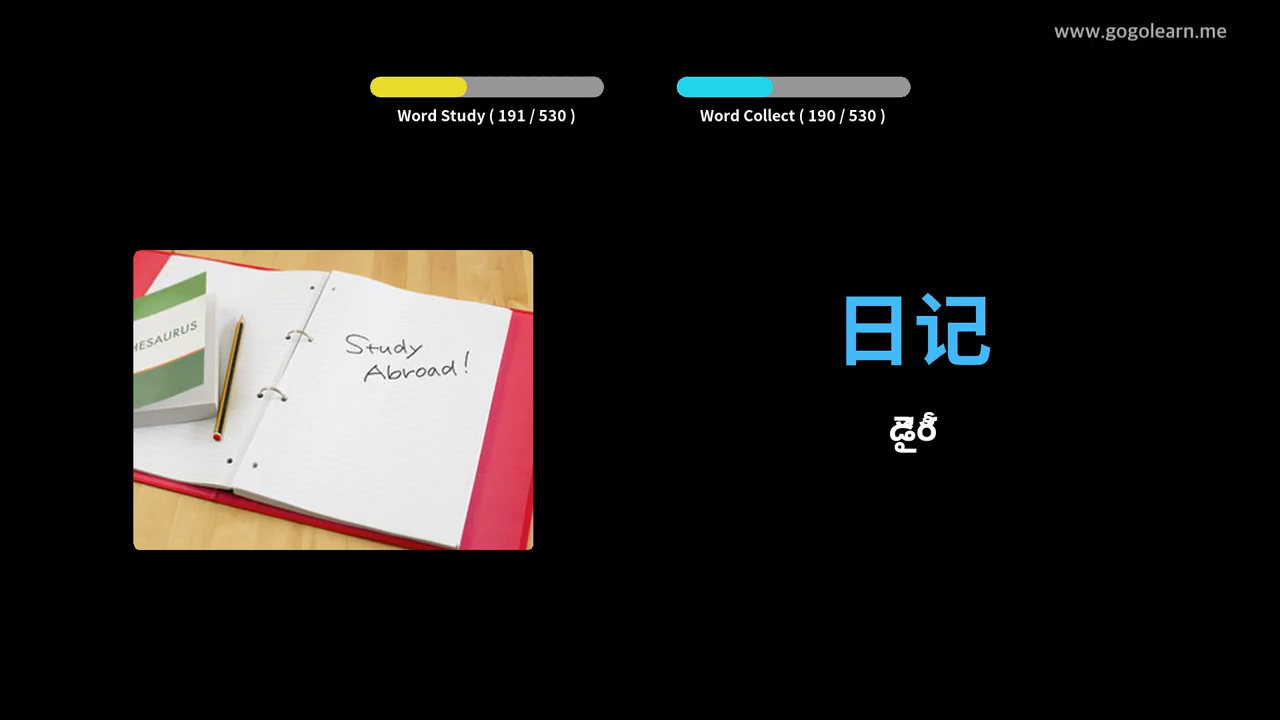 www.gogolearn.me
Word Study ( 191 / 530 )
Word Collect ( 190 / 530 )
HESAURUS
Study
Abroad!
日记
డైరీ